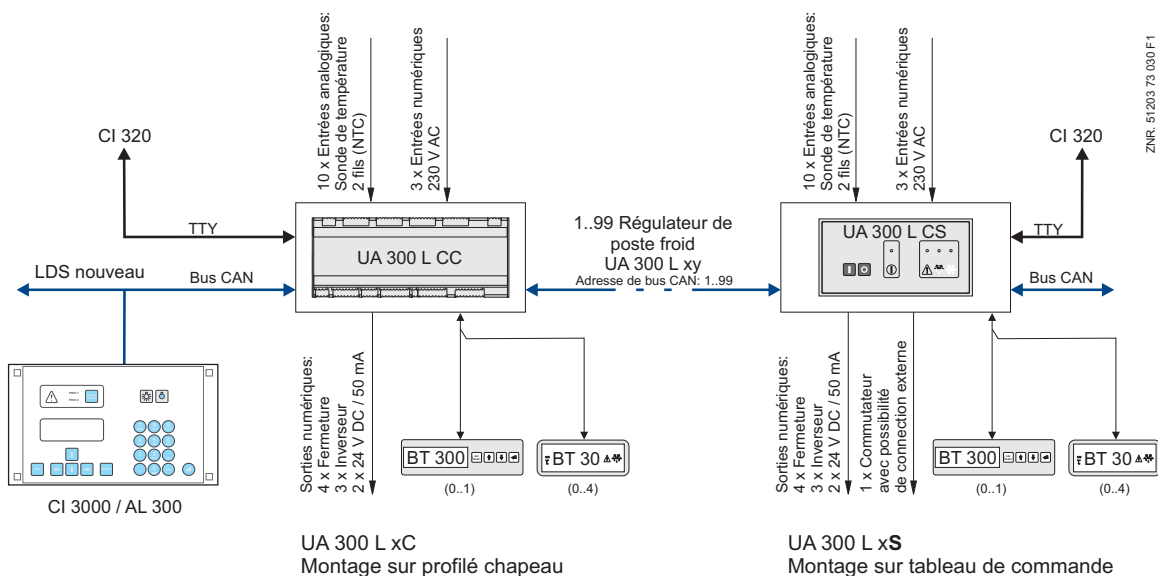 10 x Entrées analogiques:
Sonde de température
2 fils (NTC)
3 x Entrées numériques
230 V AC
10 x Entrées analogiques:
Sonde de température
2 fils (NTC)
3 x Entrées numériques
230 V AC
ZNR. 51203 73 030 F1
CI 320
CI 320
TTY
UA 300 L CC
1..99 Régulateur de
poste froid
UA 300 L xy
Adresse de bus CAN: 1..99
UA 300 L CS
TTY
LDS nouveau
Bus CAN
Bus CAN
CI 3000 / AL 300
Sorties numériques:
4 x Fermeture
3 x Inverseur
2 x 24 V DC / 50 mA
BT 300
BT 30
(0..1)
(0..4)
Sorties numériques:
4 x Fermeture
3 x Inverseur
2 x 24 V DC / 50 mA
1 x Commutateur
avec possibilité
de connection externe
BT 300
BT 30
(0..1)
(0..4)
UA 300 L xC
Montage sur profilé chapeau
UA 300 L xS
Montage sur tableau de commande